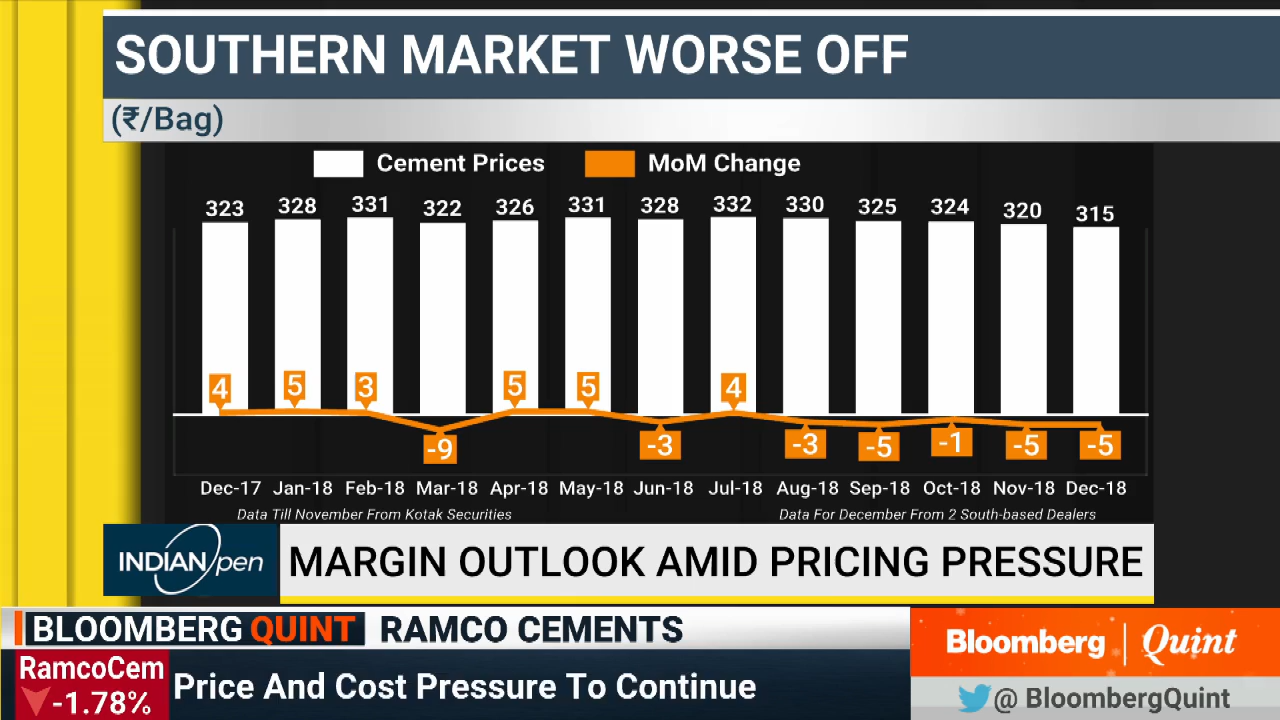 SOUTHERN MARKET WORSE OFF
(₹/Bag)
Cement Prices MoM Change
323 328 331 322 326 331 328 332 330 325 324 320 315
4 5 3 -9 5 5 -3 4 -3 -5 -1 -5 -5
Dec-17 Jan-18 Feb-18 Mar-18 Apr-18 May-18 Jun-18 Jul-18 Aug-18 Sep-18 Oct-18 Nov-18 Dec-18
Data Till November From Kotak Securities
Data For December From 2 South-based Dealers
INDIAN Open
MARGIN OUTLOOK AMID PRICING PRESSURE
BLOOMBERG QUINT RAMCO CEMENTS
RamcoCem
-1.78%
Price And Cost Pressure To Continue
Bloomberg | Quint
@ BloombergQuint